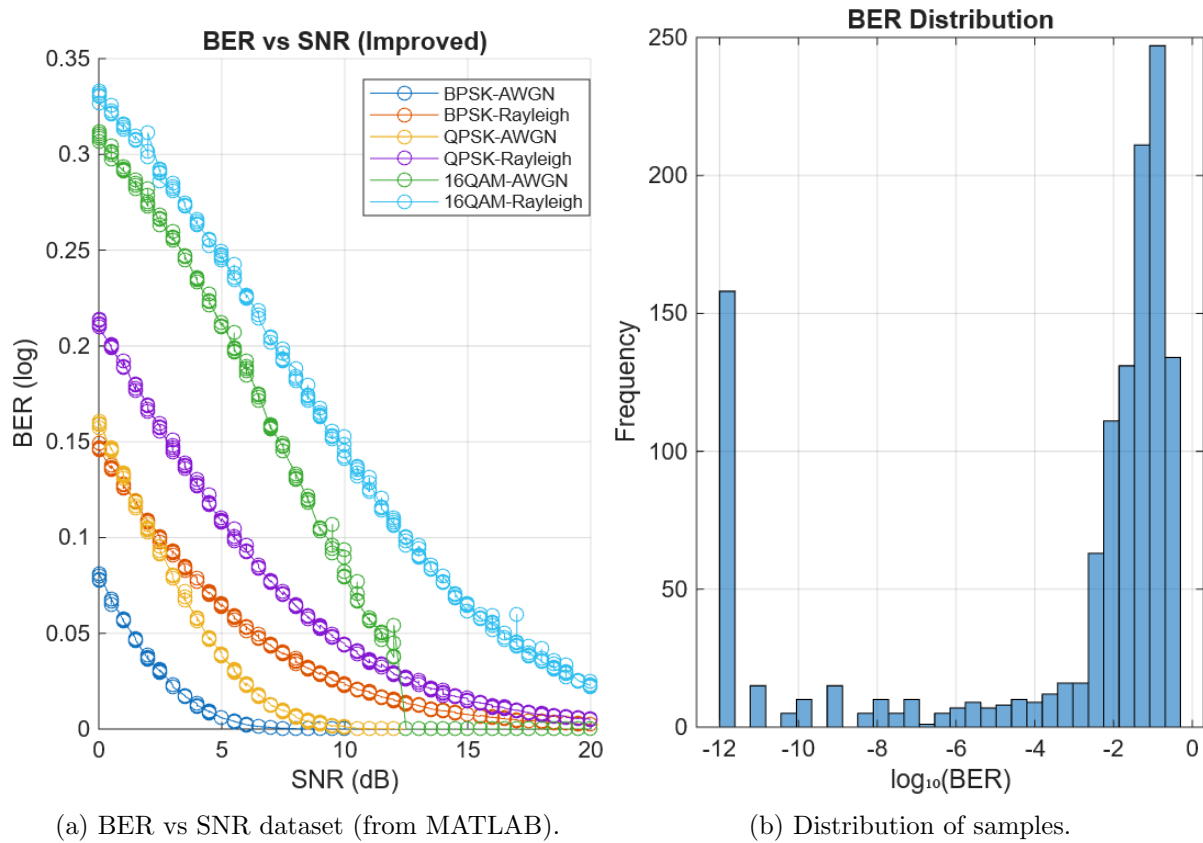 BER vs SNR (Improved)
BER (log)
0.35
0.3
0.25
0.2
0.15
0.1
0.05
0
0 5 10 15 20
SNR (dB)
BPSK-AWGN
BPSK-Rayleigh
QPSK-AWGN
QPSK-Rayleigh
16QAM-AWGN
16QAM-Rayleigh
(a) BER vs SNR dataset (from MATLAB).
BER Distribution
Frequency
250
200
150
100
50
0
-12 -10 -8 -6 -4 -2 0
log₁₀(BER)
(b) Distribution of samples.